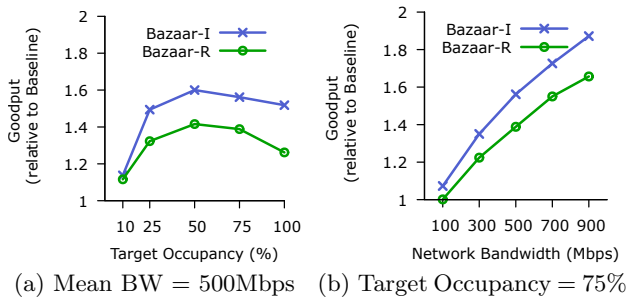 2
1.8
1.6
1.4
1.2
1
Goodput
(relative to Baseline)
Bazaar-I
Bazaar-R
10 25 50 75 100
Target Occupancy (%)
(a) Mean BW = 500Mbps
2
1.8
1.6
1.4
1.2
1
Goodput
(relative to Baseline)
Bazaar-I
Bazaar-R
100 300 500 700 900
Network Bandwidth (Mbps)
(b) Target Occupancy = 75%